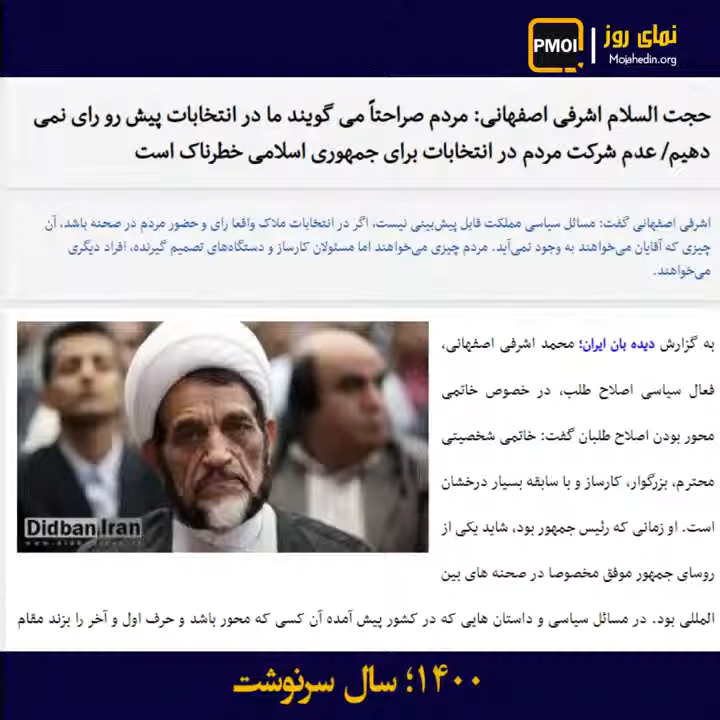 نمای روز
PMOI
Mojahedin.org
حجت السلام اشرفی اصفهانی: مردم صراحتاً می گویند ما در انتخابات پیش رو رای نمی
دهیم/ عدم شرکت مردم در انتخابات برای جمهوری اسلامی خطرناک است
اشرفی اصفهانی گفت: مسائل سیاسی مملکت قابل پیش‌بینی نیست، اگر در انتخابات ملاک واقعا رای و حضور مردم در صحنه باشد، آن
چیزی که آقایان می‌خواهند به وجود نمی‌آید. مردم چیزی می‌خواهند اما مسئولان کارساز و دستگاه‌های تصمیم گیرنده، افراد دیگری
می‌خواهند.
به گزارش دیده بان ایران؛ محمد اشرفی اصفهانی،
فعال سیاسی اصلاح طلب، در خصوص خاتمی
محور بودن اصلاح طلبان گفت: خاتمی شخصیتی
محترم، بزرگوار، کارساز و با سابقه بسیار درخشان
است. او زمانی که رئیس جمهور بود، شاید یکی از
روسای جمهور موفق مخصوصا در صحنه های بین
المللی بود. در مسائل سیاسی و داستان هایی که در کشور پیش آمده آن کسی که محور باشد و حرف اول و آخر را بزند مقام
Didban Iran
۱۴۰۰؛ سال سرنوشت